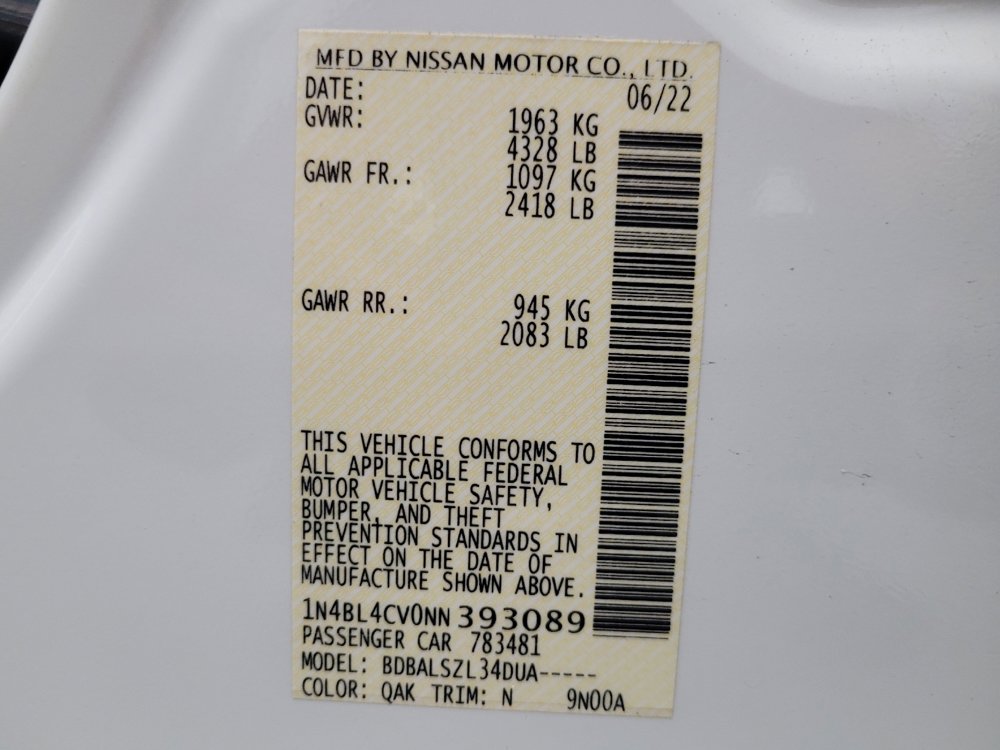 MFD BY NISSAN MOTOR CO., LTD.
DATE: 06/22
GVWR: 1963 KG
4328 LB
GAWR FR.: 1097 KG
2418 LB
GAWR RR.: 945 KG
2083 LB
THIS VEHICLE CONFORMS TO
ALL APPLICABLE FEDERAL
MOTOR VEHICLE SAFETY,
BUMPER, AND THEFT
PREVENTION STANDARDS IN
EFFECT ON THE DATE OF
MANUFACTURE SHOWN ABOVE.
1N4BL4CV0NN 393089
PASSENGER CAR 783481
MODEL: BDBALSZL34DUA-----
COLOR: QAK TRIM: N 9N00A